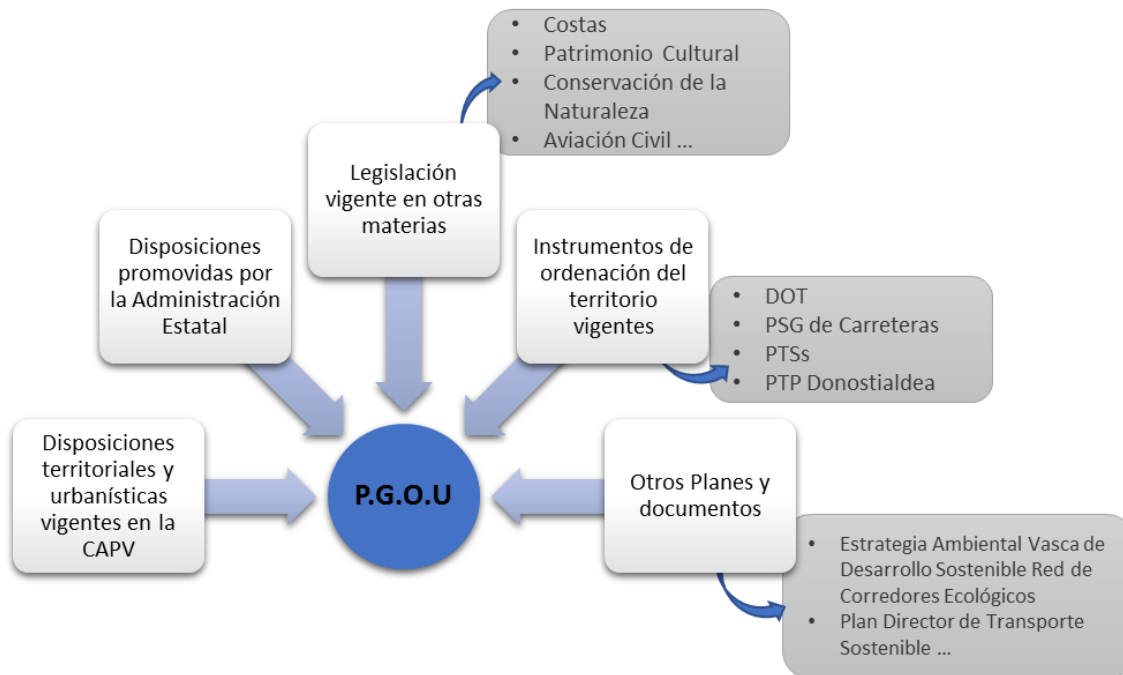 • Costas
• Patrimonio Cultural
• Conservación de la
Naturaleza
• Aviación Civil ...
Legislación
vigente en otras
materias
Disposiciones
promovidas por
la Administración
Estatal
Instrumentos de
ordenación del
territorio
vigentes
• DOT
• PSG de Carreteras
• PTSs
• PTP Donostialdea
Disposiciones
territoriales y
urbanísticas
vigentes en la
CAPV
P.G.O.U
Otros Planes y
documentos
• Estrategia Ambiental Vasca de
Desarrollo Sostenible Red de
Corredores Ecológicos
• Plan Director de Transporte
Sostenible ...